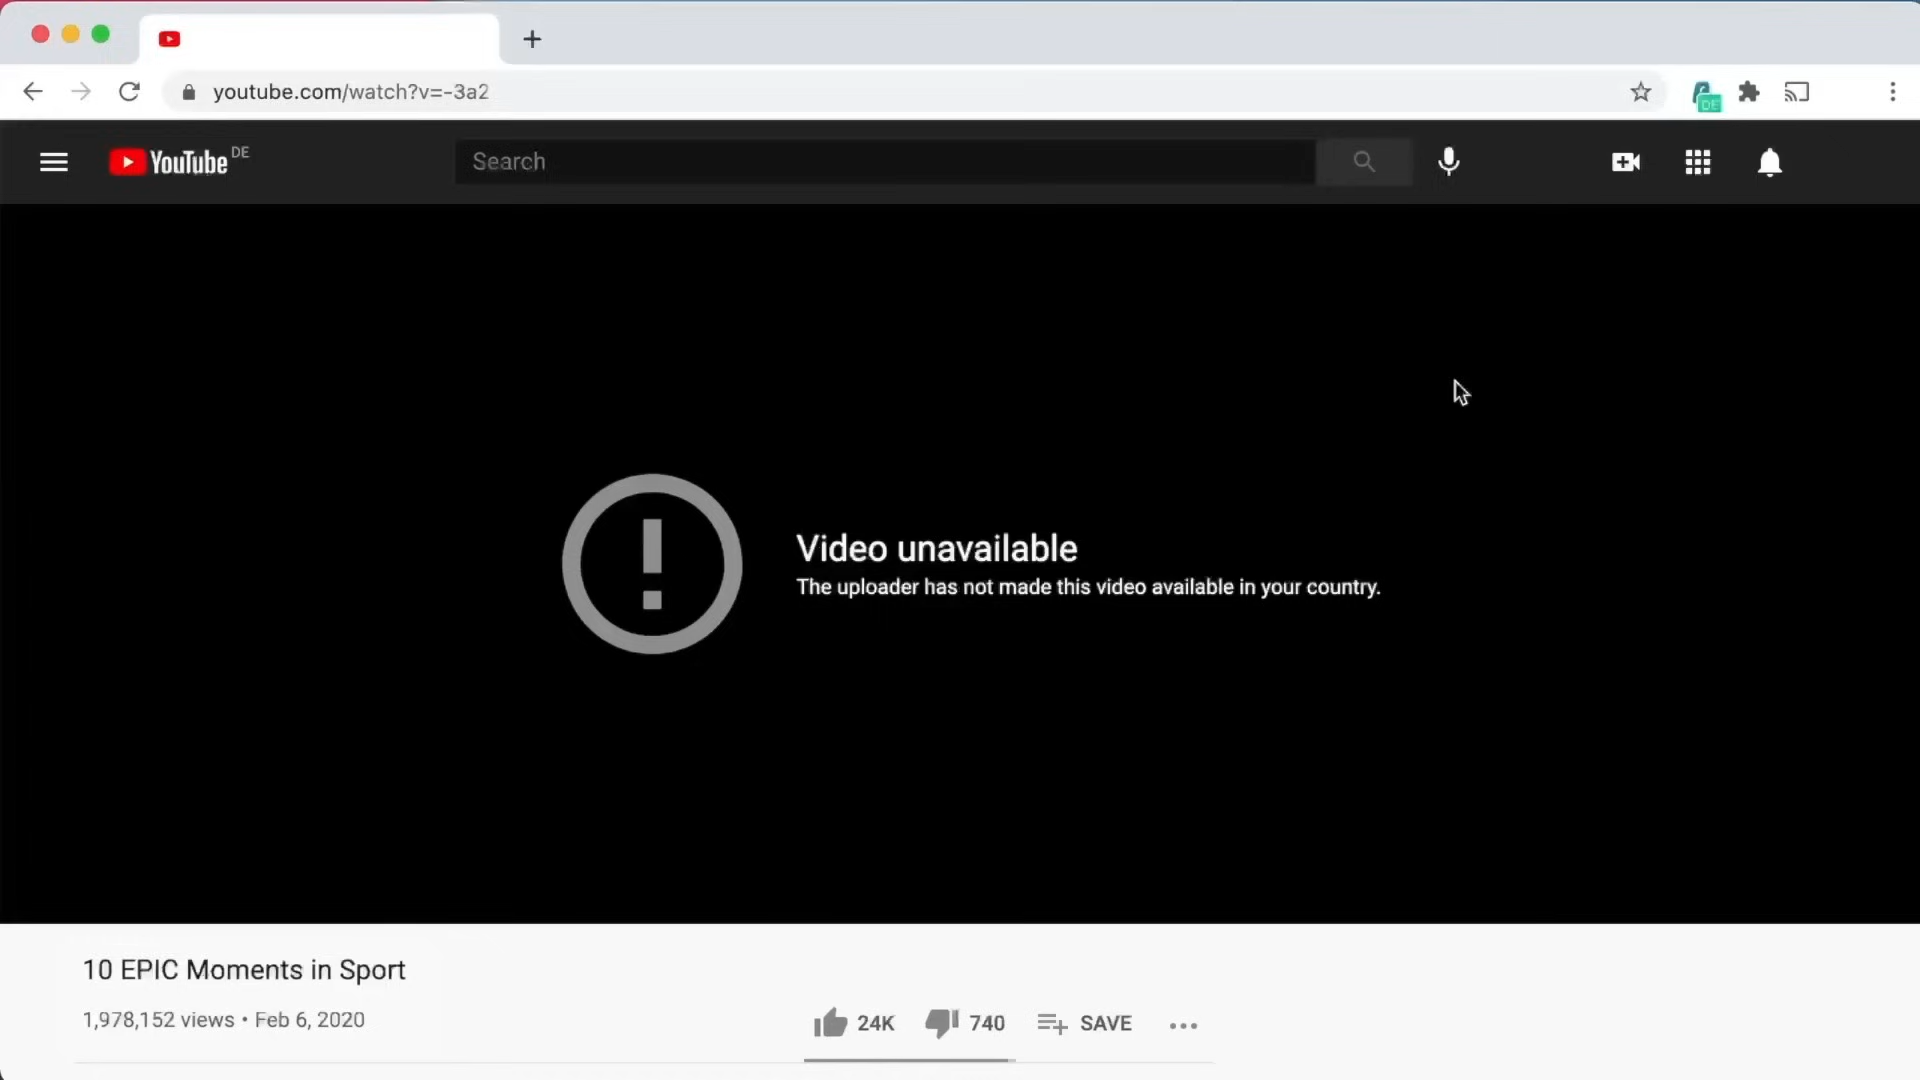 youtube.com/watch?v=-3a2
DE
YouTube DE
Search
Video unavailable
The uploader has not made this video available in your country.
10 EPIC Moments in Sport
1,978,152 views • Feb 6, 2020
24K 740 SAVE